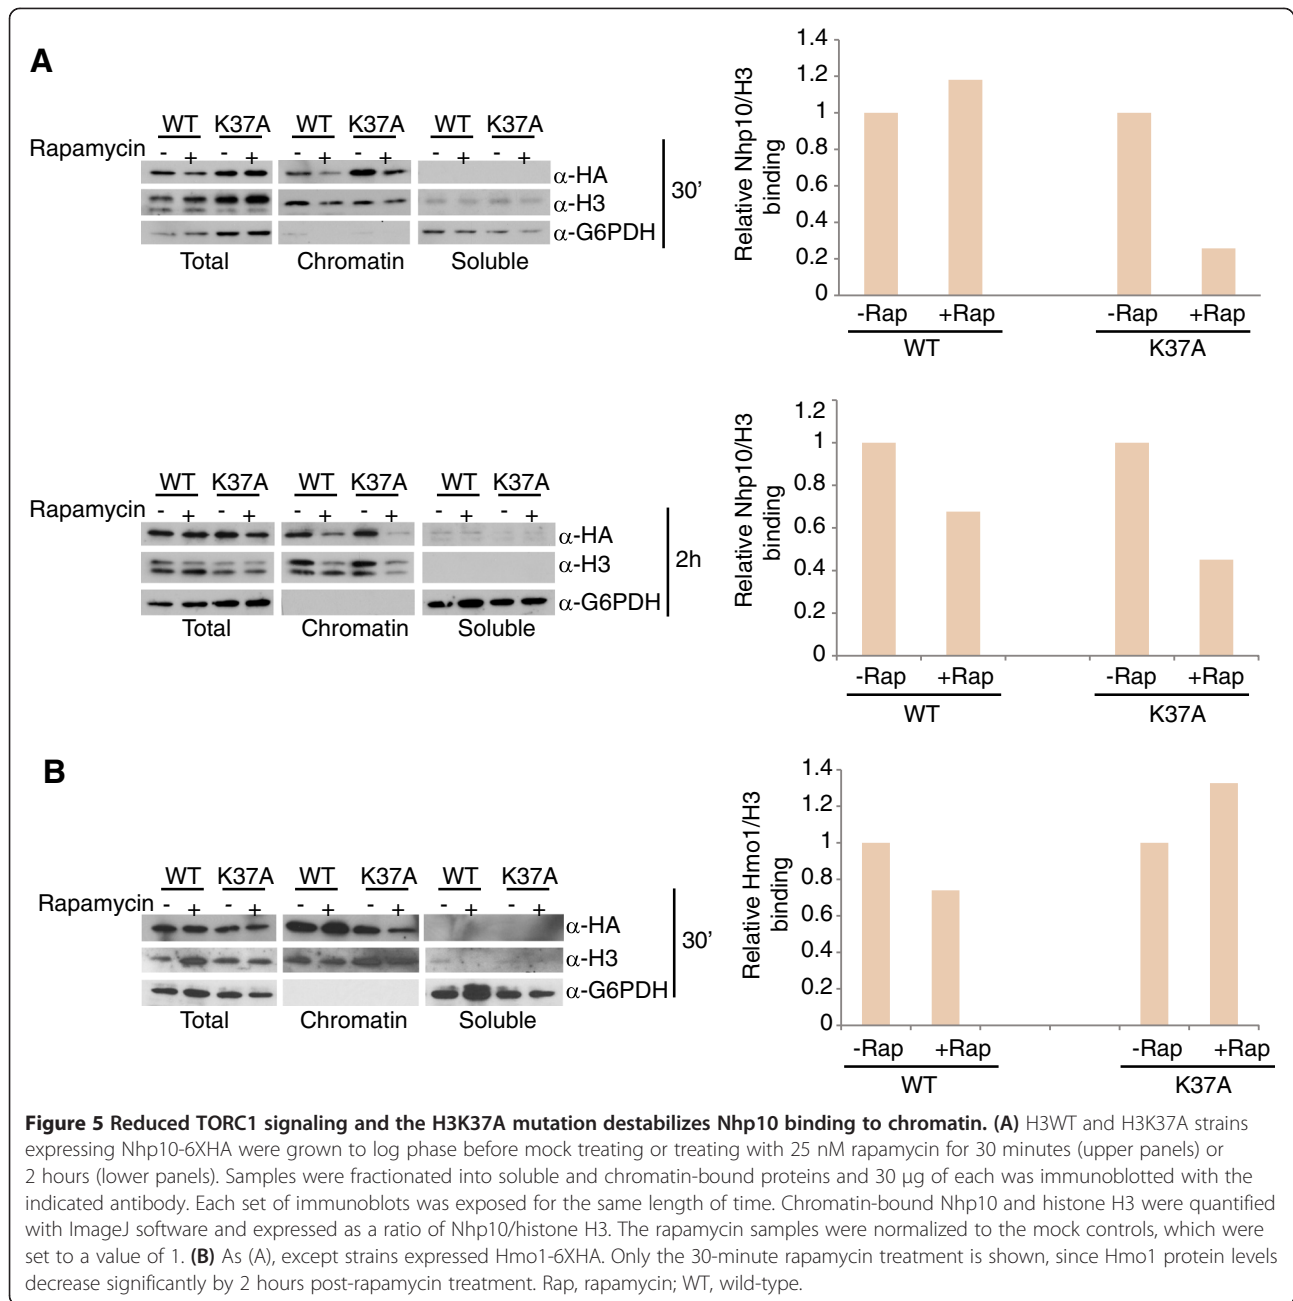 A
WT K37A WT K37A WT K37A
Rapamycin - + - + - + - + - + - +
α-HA
α-H3
α-G6PDH
30'
Total Chromatin Soluble
Relative Nhp10/H3 binding
1.4
1.2
1
0.8
0.6
0.4
0.2
0
-Rap +Rap -Rap +Rap
WT K37A
WT K37A WT K37A WT K37A
Rapamycin - + - + - + - + - + - +
α-HA
α-H3
α-G6PDH
2h
Total Chromatin Soluble
Relative Nhp10/H3 binding
1.2
1
0.8
0.6
0.4
0.2
0
-Rap +Rap -Rap +Rap
WT K37A
B
WT K37A WT K37A WT K37A
Rapamycin - + - + - + - + - + - +
α-HA
α-H3
α-G6PDH
30'
Total Chromatin Soluble
Relative Hmo1/H3 binding
1.4
1.2
1
0.8
0.6
0.4
0.2
0
-Rap +Rap -Rap +Rap
WT K37A
Figure 5 Reduced TORC1 signaling and the H3K37A mutation destabilizes Nhp10 binding to chromatin. (A) H3WT and H3K37A strains
expressing Nhp10-6XHA were grown to log phase before mock treating or treating with 25 nM rapamycin for 30 minutes (upper panels) or
2 hours (lower panels). Samples were fractionated into soluble and chromatin-bound proteins and 30 μg of each was immunoblotted with the
indicated antibody. Each set of immunoblots was exposed for the same length of time. Chromatin-bound Nhp10 and histone H3 were quantified
with ImageJ software and expressed as a ratio of Nhp10/histone H3. The rapamycin samples were normalized to the mock controls, which were
set to a value of 1. (B) As (A), except strains expressed Hmo1-6XHA. Only the 30-minute rapamycin treatment is shown, since Hmo1 protein levels
decrease significantly by 2 hours post-rapamycin treatment. Rap, rapamycin; WT, wild-type.